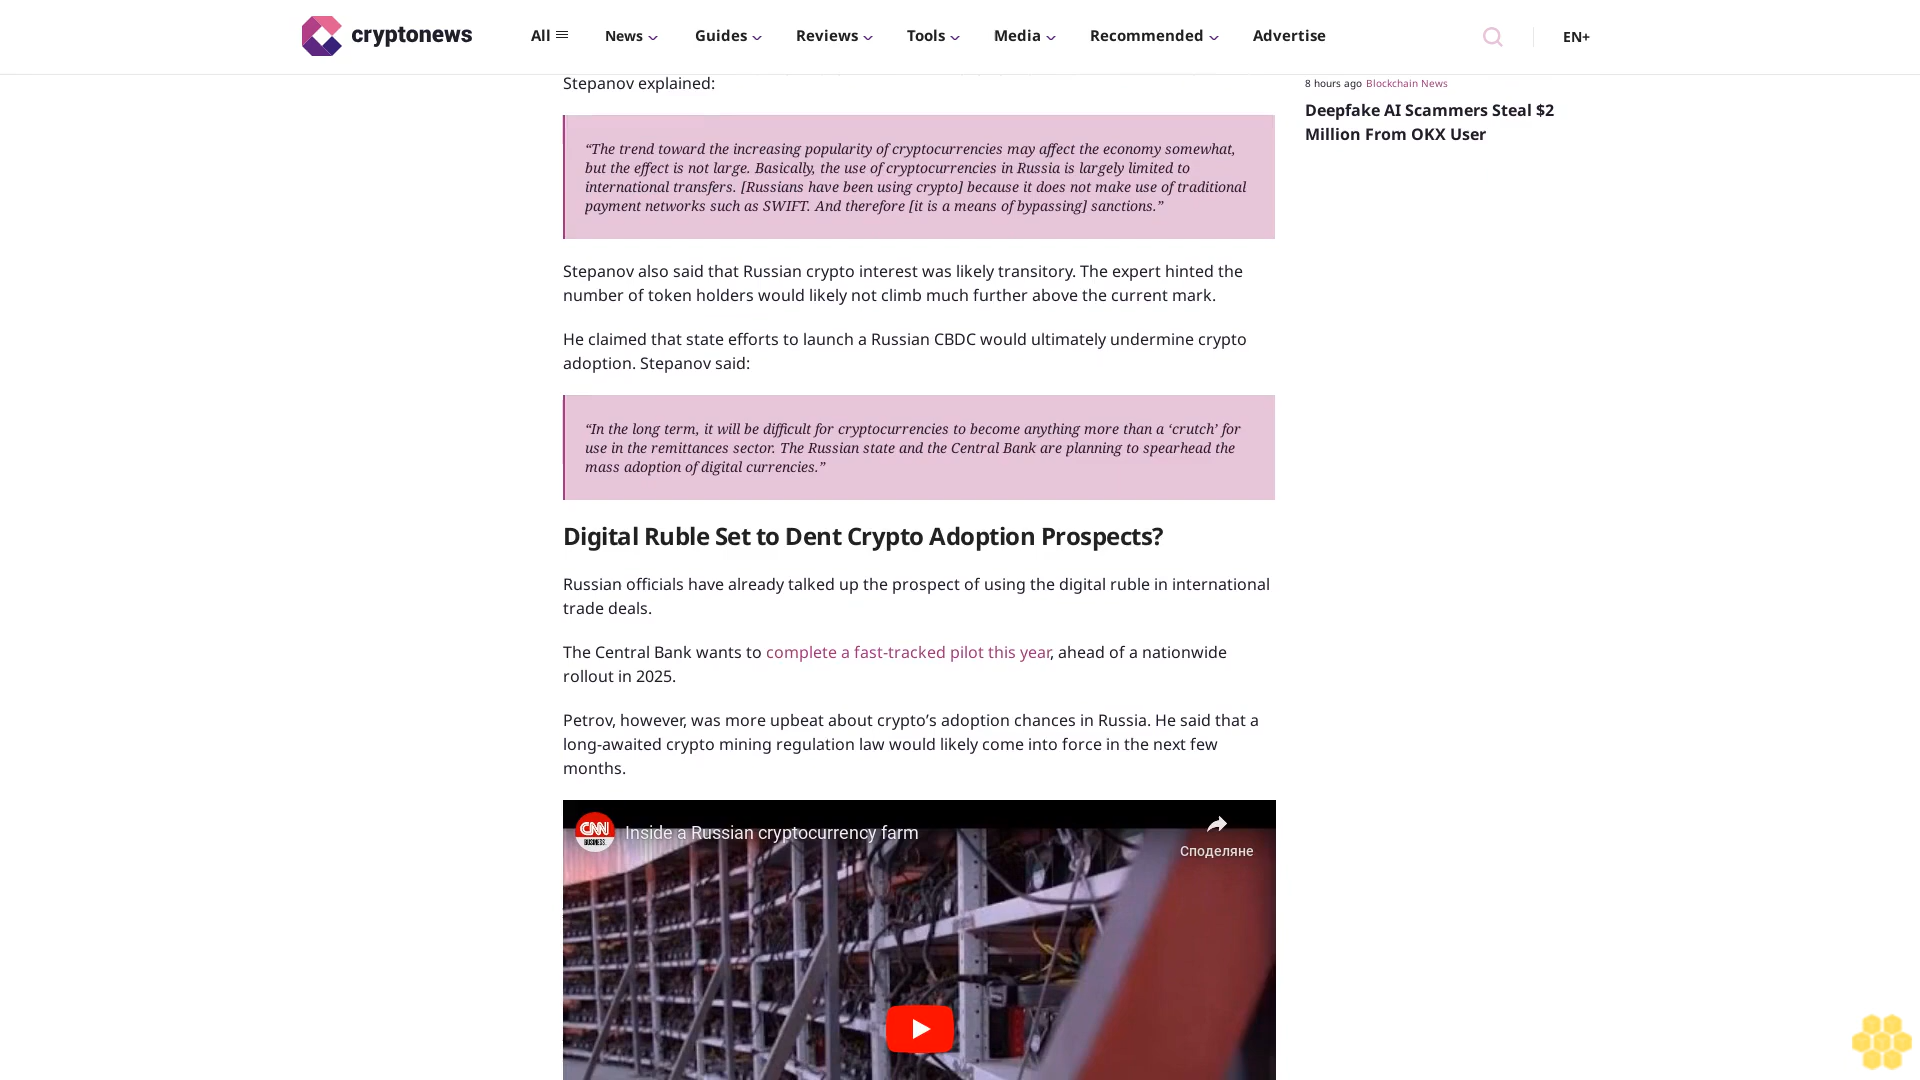 cryptonews
All
News
Guides
Reviews
Tools
Media
Recommended
Advertise
EN+
Stepanov explained:
“The trend toward the increasing popularity of cryptocurrencies may affect the economy somewhat,
but the effect is not large. Basically, the use of cryptocurrencies in Russia is largely limited to
international transfers. [Russians have been using crypto] because it does not make use of traditional
payment networks such as SWIFT. And therefore [it is a means of bypassing] sanctions.”
Stepanov also said that Russian crypto interest was likely transitory. The expert hinted the
number of token holders would likely not climb much further above the current mark.
He claimed that state efforts to launch a Russian CBDC would ultimately undermine crypto
adoption. Stepanov said:
“In the long term, it will be difficult for cryptocurrencies to become anything more than a ‘crutch’ for
use in the remittances sector. The Russian state and the Central Bank are planning to spearhead the
mass adoption of digital currencies.”
Digital Ruble Set to Dent Crypto Adoption Prospects?
Russian officials have already talked up the prospect of using the digital ruble in international
trade deals.
The Central Bank wants to complete a fast-tracked pilot this year, ahead of a nationwide
rollout in 2025.
Petrov, however, was more upbeat about crypto’s adoption chances in Russia. He said that a
long-awaited crypto mining regulation law would likely come into force in the next few
months.
CNN
BUSINESS
Inside a Russian cryptocurrency farm
Споделяне
8 hours ago Blockchain News
Deepfake AI Scammers Steal $2
Million From OKX User